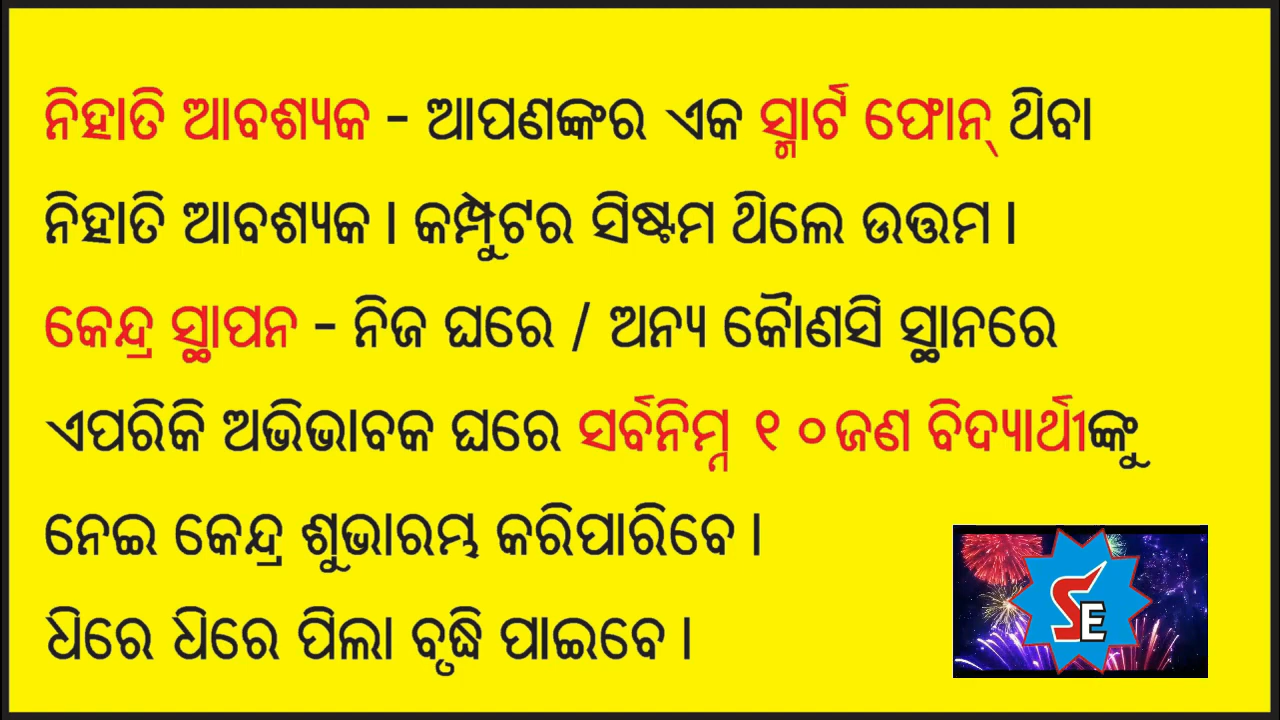 ନିହାତି ଆବଶ୍ୟକ - ଆପଣଙ୍କର ଏକ ସ୍ମାର୍ଟ ଫୋନ୍ ଥିବା
ନିହାତି ଆବଶ୍ୟକ । କମ୍ପୁଟର ସିଷ୍ଟମ ଥିଲେ ଉତ୍ତମ ।
କେନ୍ଦ୍ର ସ୍ଥାପନ - ନିଜ ଘରେ / ଅନ୍ୟ କୌଣସି ସ୍ଥାନରେ
ଏପରିକି ଅଭିଭାବକ ଘରେ ସର୍ବନିମ୍ନ ୧୦ଜଣ ବିଦ୍ୟାର୍ଥୀଙ୍କୁ
ନେଇ କେନ୍ଦ୍ର ଶୁଭାରମ୍ଭ କରିପାରିବେ ।
ଧିରେ ଧିରେ ପିଲା ବୃଦ୍ଧି ପାଇବେ ।
SE